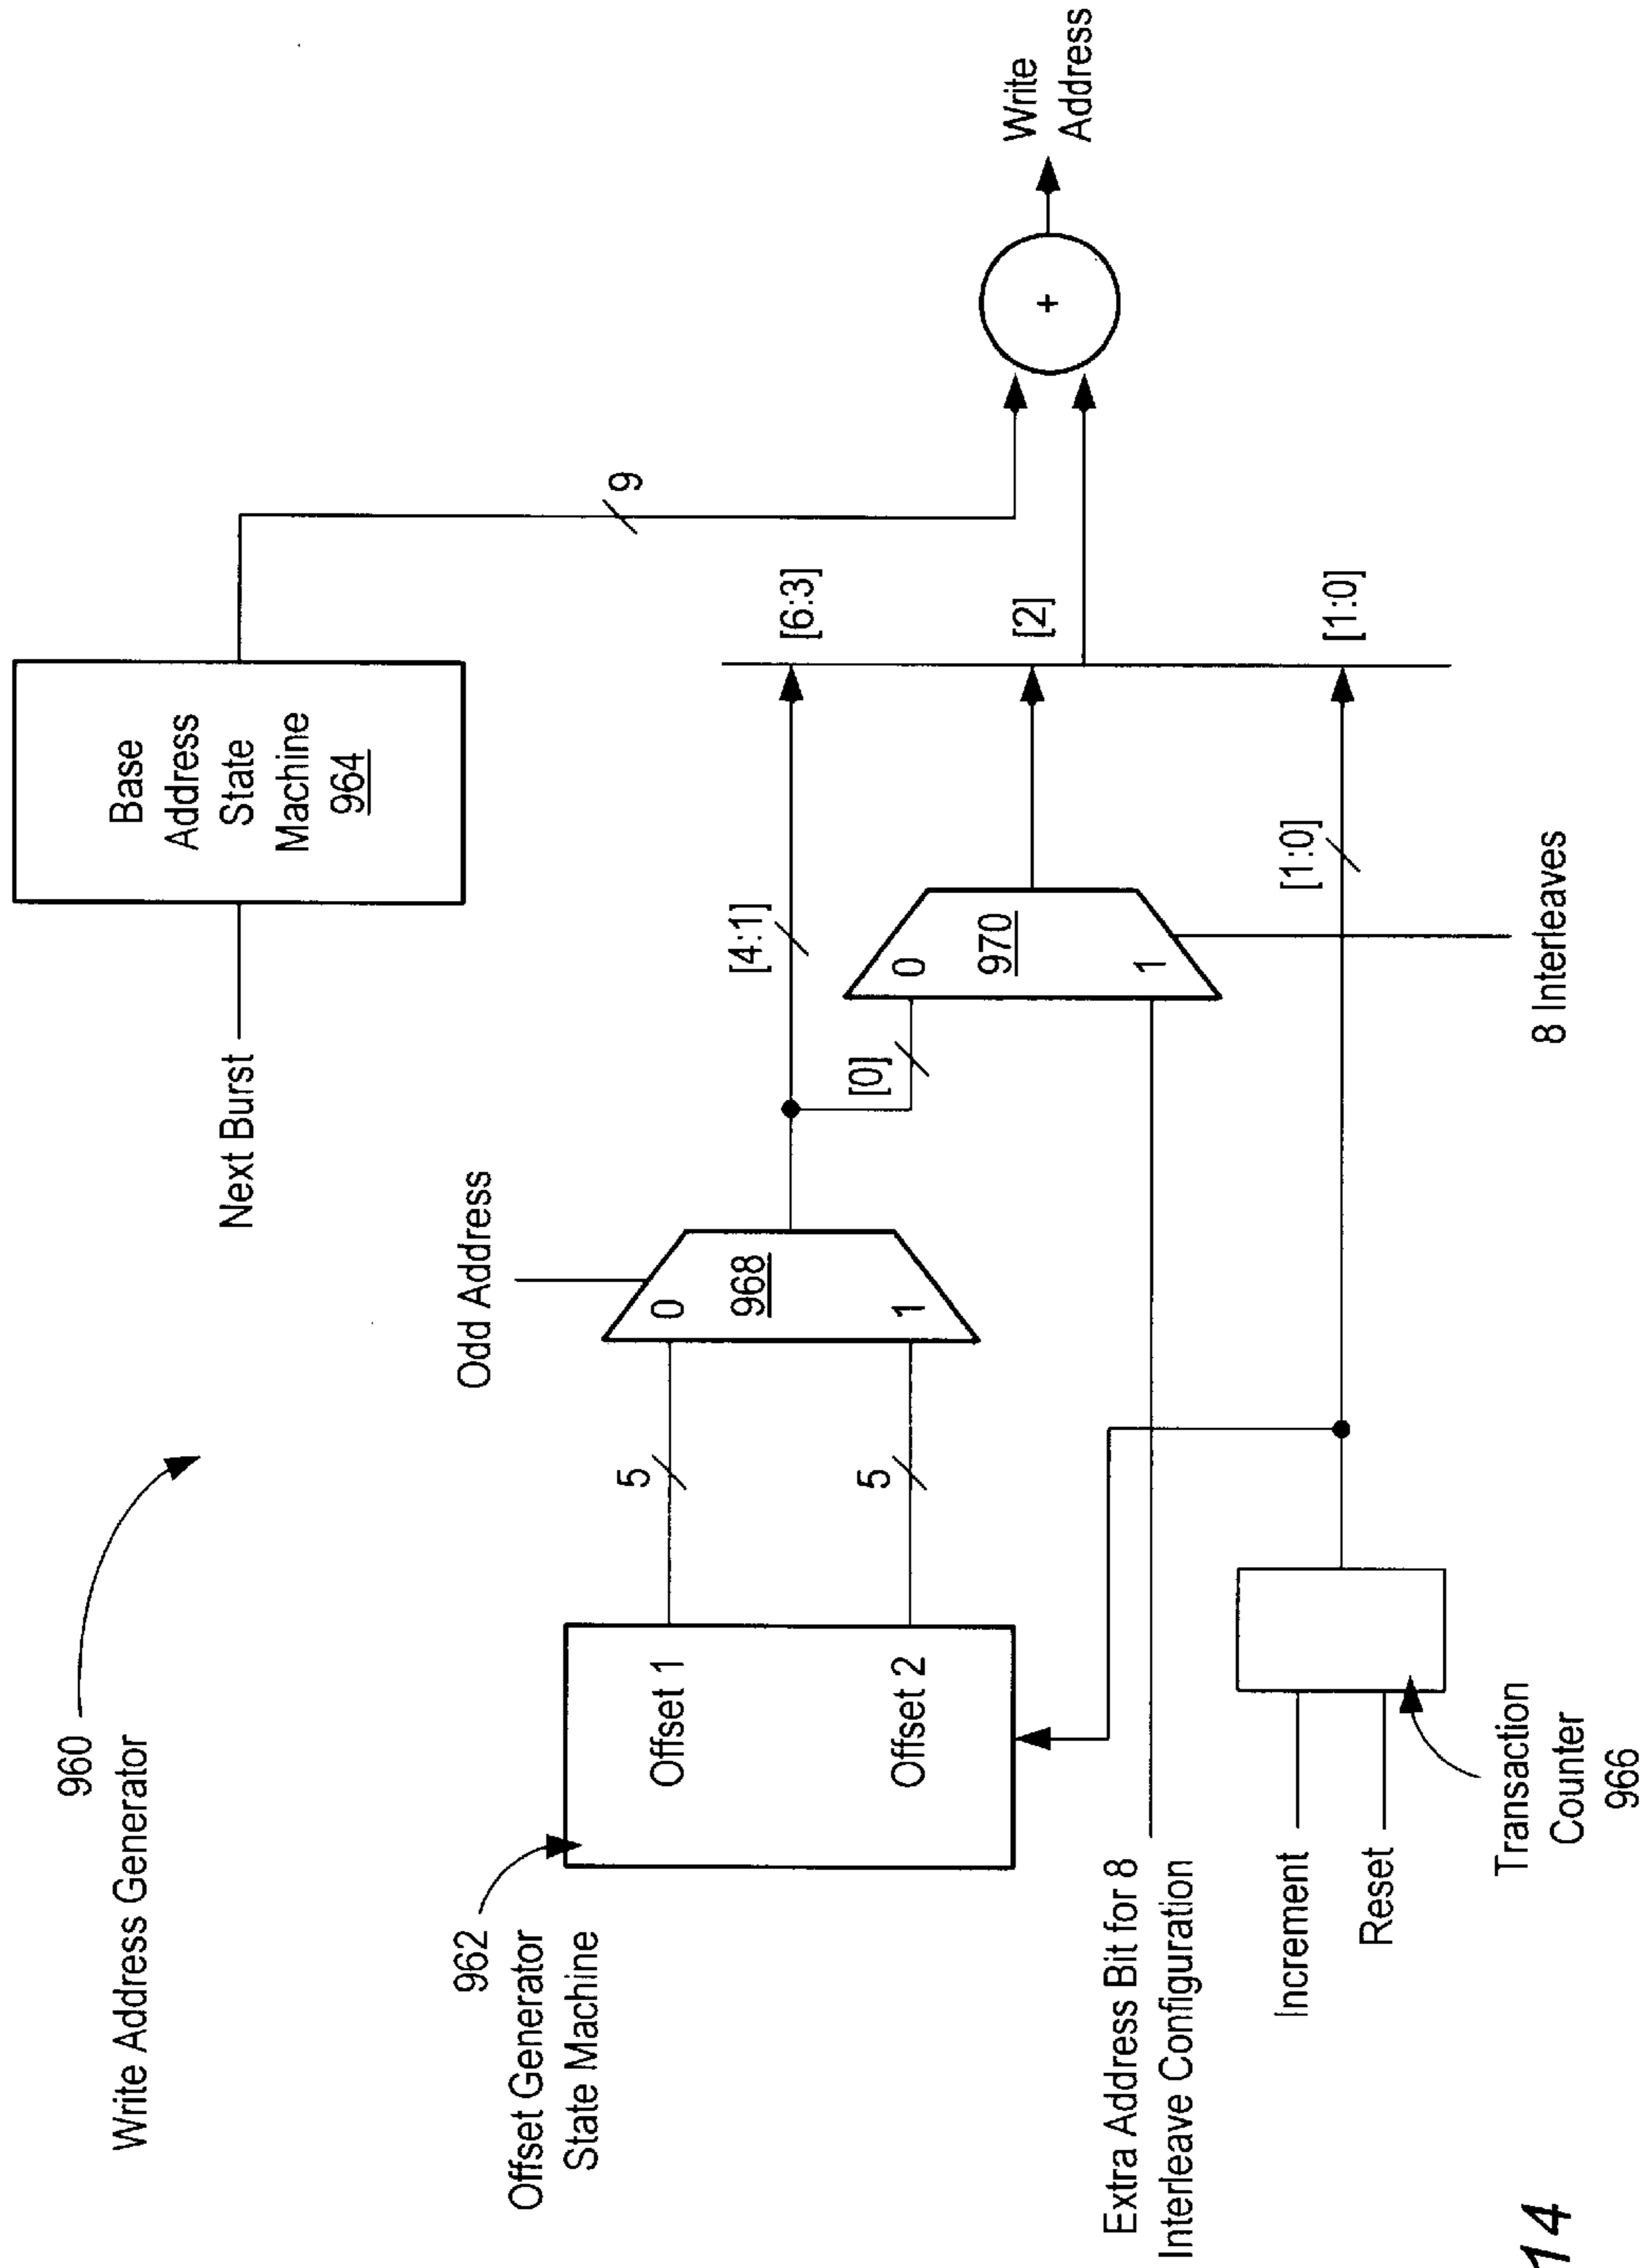 960
Write Address Generator
Next Burst
Base
Address
State
Machine
964
9
Write
Address
+
Odd Address
962
Offset Generator
State Machine
Offset 1
Offset 2
5
5
0
968
1
[4:1]
[0]
[6:3]
0
970
1
[2]
Extra Address Bit for 8
Interleave Configuration
Increment
Reset
Transaction
Counter
966
[1:0]
[1:0]
8 Interleaves
14